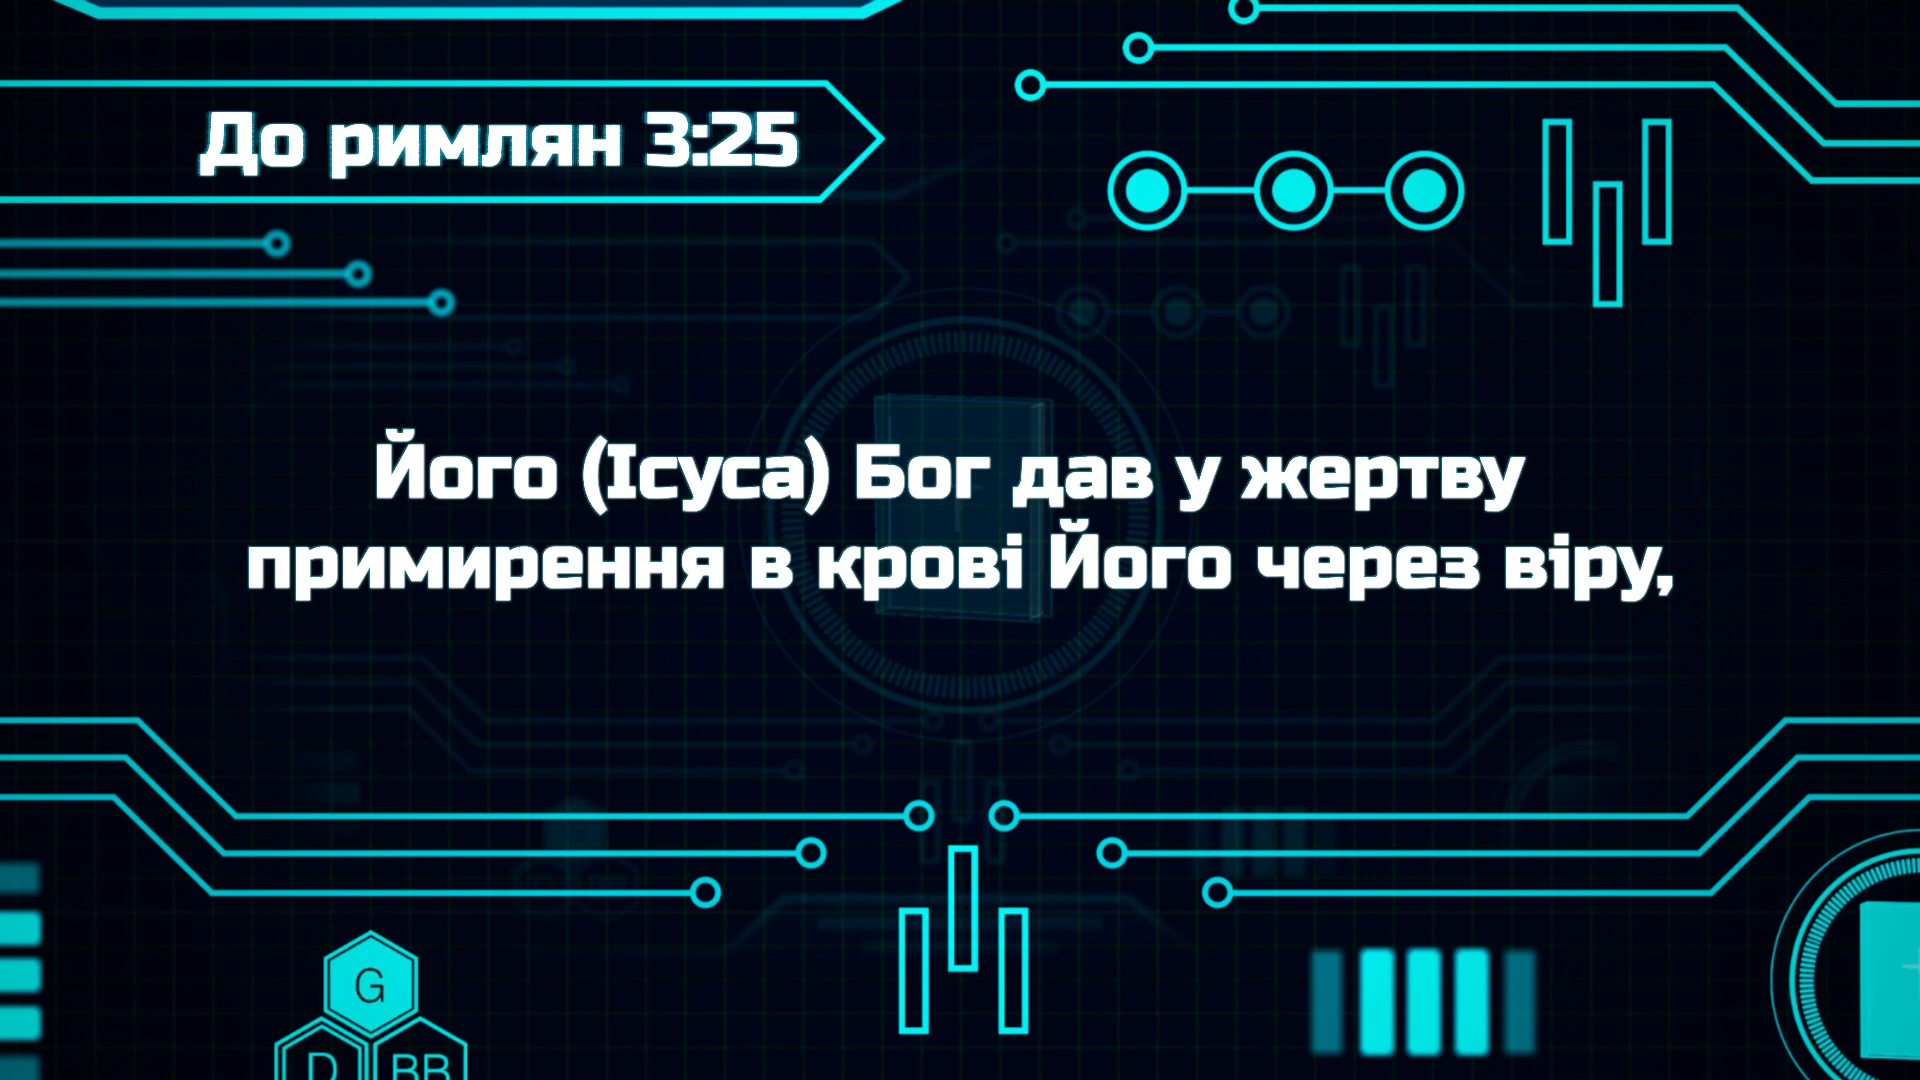 До римлян 3:25
Його (Ісуса) Бог дав у жертву
примирення в крові Його через віру,
G
D BB